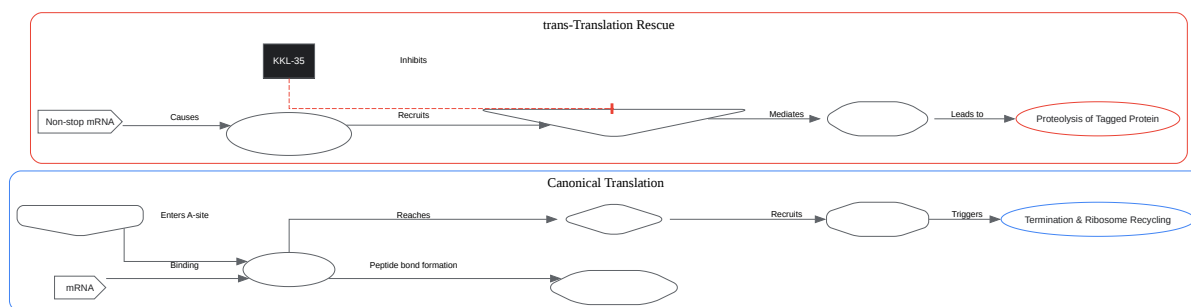 trans-Translation Rescue
KKL-35
Inhibits
Non-stop mRNA
Causes
Recruits
Mediates
Leads to
Proteolysis of Tagged Protein
Canonical Translation
Enters A-site
Reaches
Recruits
Triggers
Termination & Ribosome Recycling
Binding
Peptide bond formation
mRNA